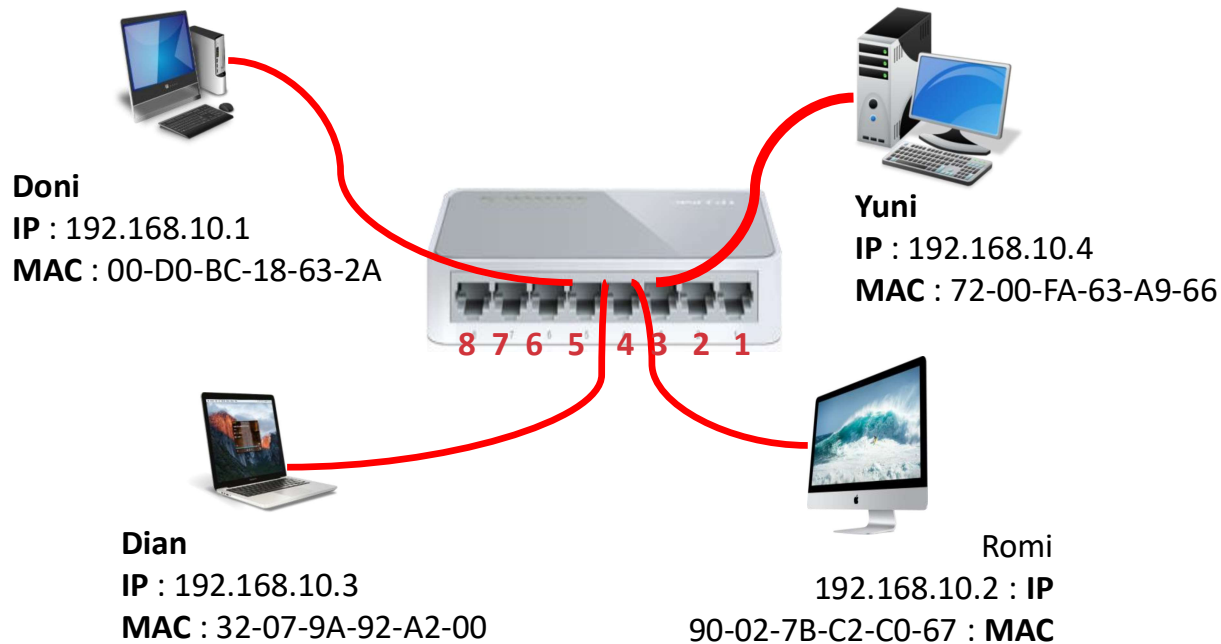 Doni
IP : 192.168.10.1
MAC : 00-D0-BC-18-63-2A
Yuni
IP : 192.168.10.4
MAC : 72-00-FA-63-A9-66
8 7 6 5 4 3 2 1
Dian
IP : 192.168.10.3
MAC : 32-07-9A-92-A2-00
Romi
192.168.10.2 : IP
90-02-7B-C2-C0-67 : MAC